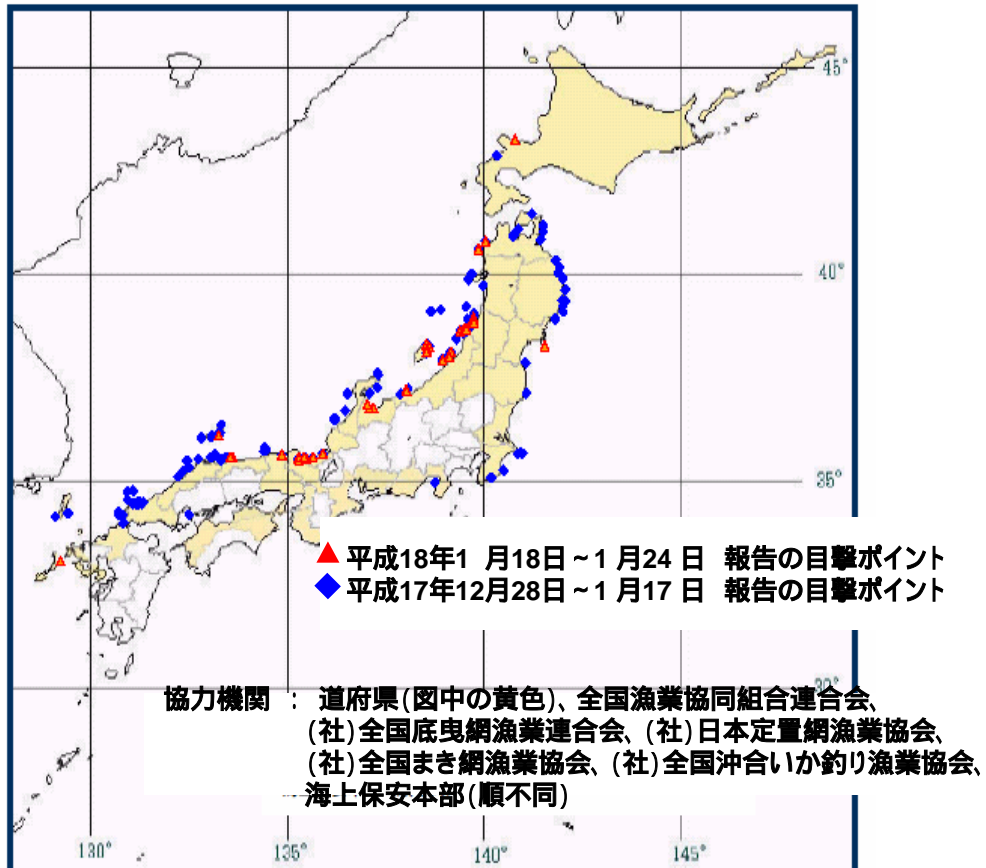 45°
40°
35°
平成18年1 月18日~1 月24 日 報告の目撃ポイント
平成17年12月28日~1 月17 日 報告の目撃ポイント
30°
協力機関 : 道府県(図中の黄色)、全国漁業協同組合連合会、
(社)全国底曳網漁業連合会、(社)日本定置網漁業協会、
(社)全国まき網漁業協会、(社)全国沖合いか釣り漁業協会、
海上保安本部(順不同)
130° 135° 140° 145°